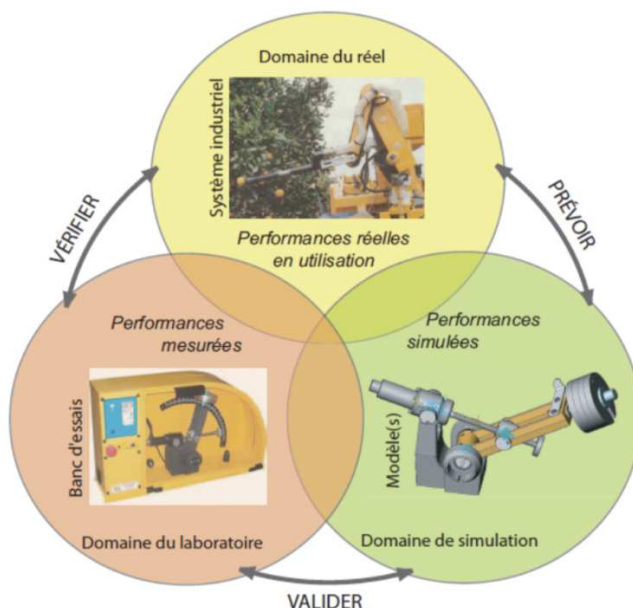 Domaine du réel
Système industriel
Performances réelles
en utilisation
VÉRIFIER
PRÉVOIR
Performances
mesurées
Performances
simulées
Banc d'essais
Modèle(s)
Domaine du laboratoire
Domaine de simulation
VALIDER